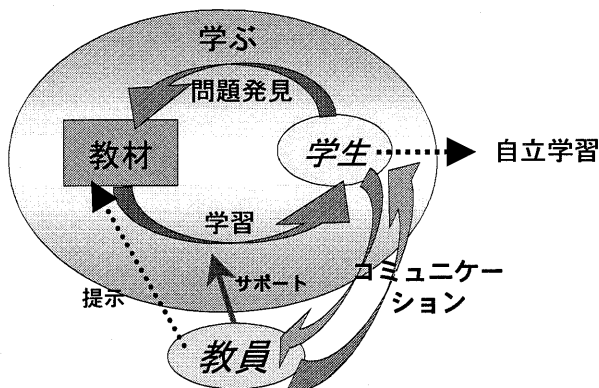 学ぶ
問題発見
教材
学生
自立学習
学習
サポート
コミュニケー
ション
提示
教員